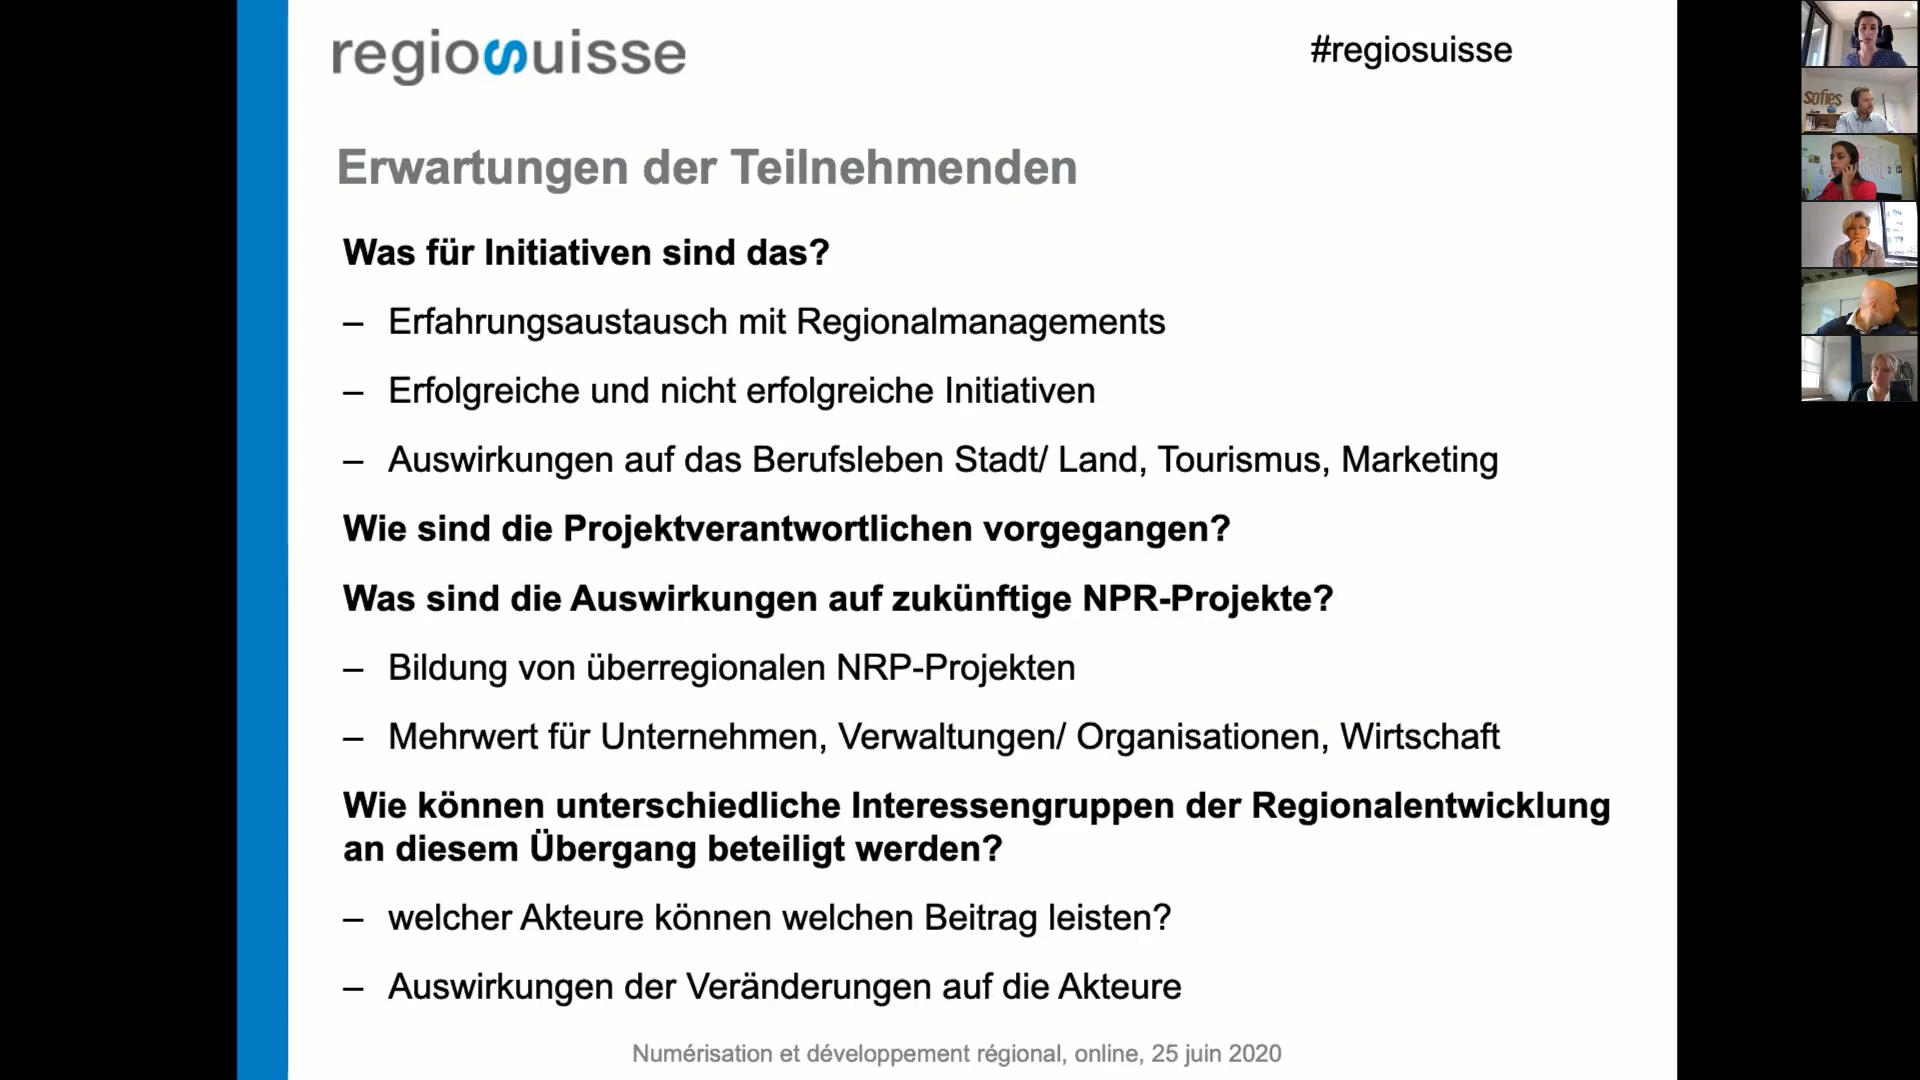 regiosuisse
#regiosuisse
Erwartungen der Teilnehmenden
Was für Initiativen sind das?
– Erfahrungsaustausch mit Regionalmanagements
– Erfolgreiche und nicht erfolgreiche Initiativen
– Auswirkungen auf das Berufsleben Stadt/ Land, Tourismus, Marketing
Wie sind die Projektverantwortlichen vorgegangen?
Was sind die Auswirkungen auf zukünftige NPR-Projekte?
– Bildung von überregionalen NRP-Projekten
– Mehrwert für Unternehmen, Verwaltungen/ Organisationen, Wirtschaft
Wie können unterschiedliche Interessengruppen der Regionalentwicklung
an diesem Übergang beteiligt werden?
– welcher Akteure können welchen Beitrag leisten?
– Auswirkungen der Veränderungen auf die Akteure
Numérisation et développement régional, online, 25 juin 2020
sofies